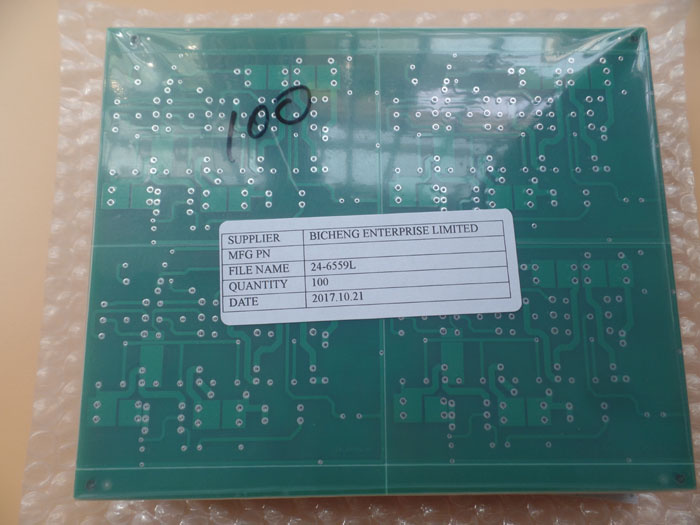 100
SUPPLIER BICHENG ENTERPRISE LIMITED
MFG PN
FILE NAME 24-6559L
QUANTITY 100
DATE 2017.10.21